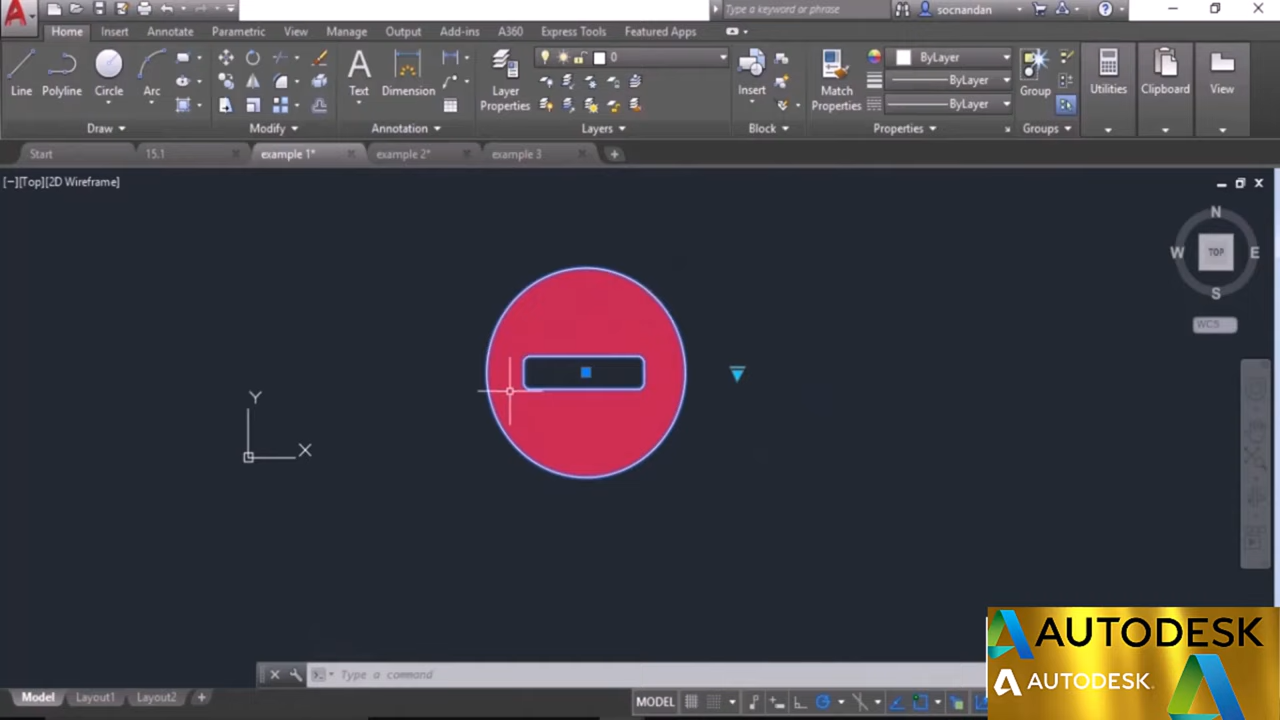 Type a keyword or phrase
socnandan
Home Insert Annotate Parametric View Manage Output Add-ins A360 Express Tools Featured Apps
0 ByLayer
ByLayer
ByLayer
Line Polyline Circle Arc Text Dimension Layer Properties Insert Match Properties Group Utilities Clipboard View
Draw Modify Annotation Layers Block Properties Groups
Start 15.1 example 1* example 2* example 3
[−][Top][2D Wireframe]
N
W TOP E
S
WCS
Y
X
Type a command
Model Layout1 Layout2
MODEL
AUTODESK
AUTODESK.